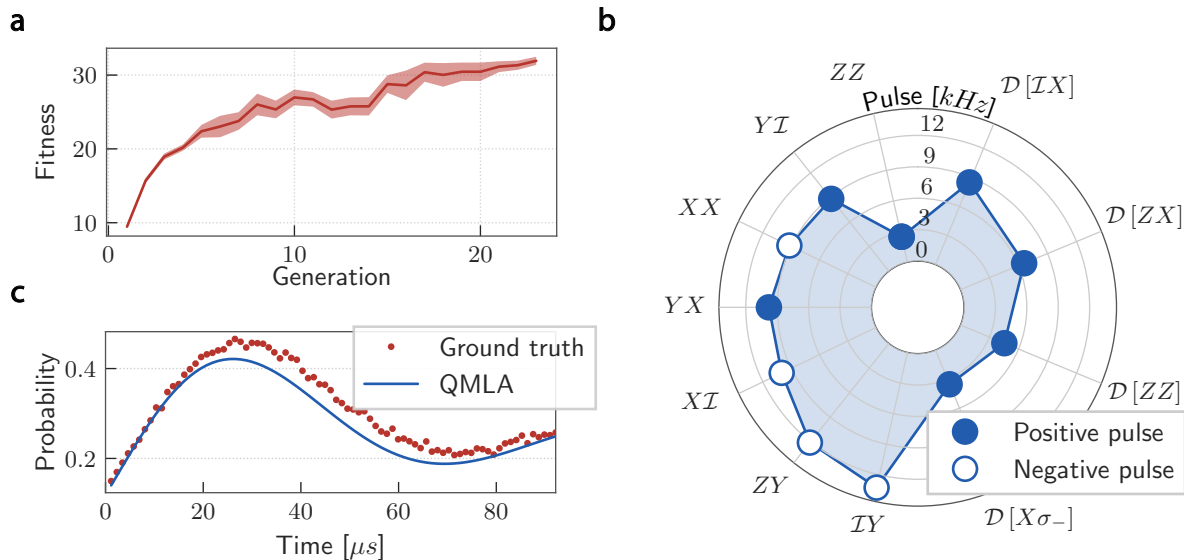 a
30
20
10
Fitness
0
10
20
Generation
b
Pulse [kHz]
12
9
6
3
0
ZZ
D[IX]
YI
D[ZX]
XX
YX
D[ZZ]
XI
ZY
IY
D[Xσ−]
Positive pulse
Negative pulse
c
0.4
0.2
Probability
Ground truth
QMLA
0
20
40
60
80
Time [μs]